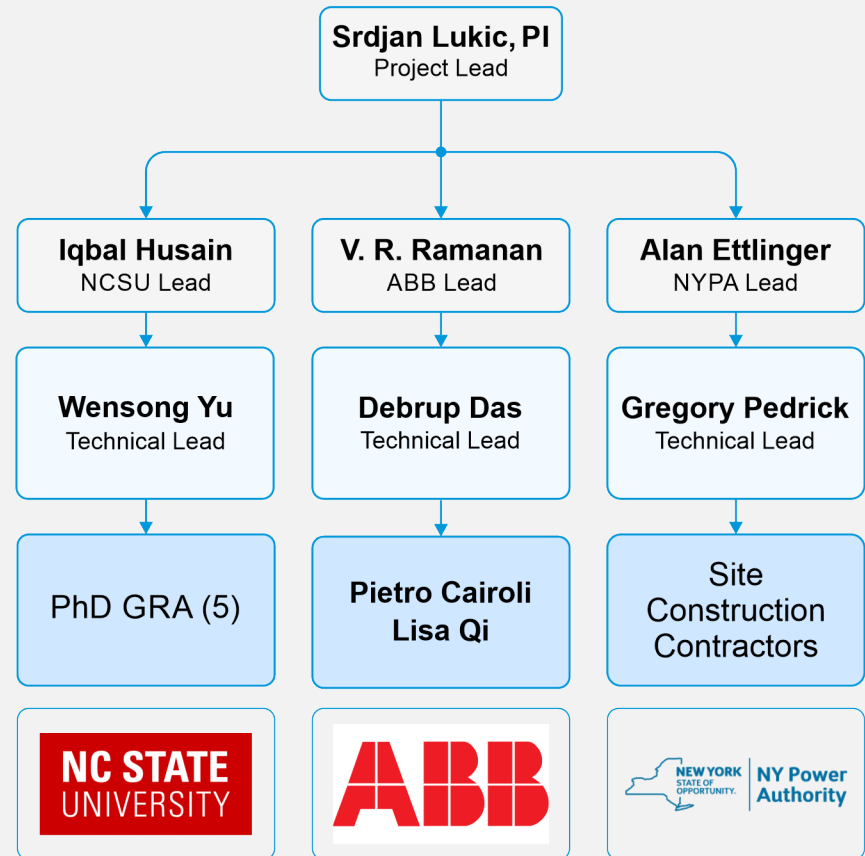 Srdjan Lukic, PI
Project Lead
Iqbal Husain
NCSU Lead
V. R. Ramanan
ABB Lead
Alan Ettlinger
NYPA Lead
Wensong Yu
Technical Lead
Debrup Das
Technical Lead
Gregory Pedrick
Technical Lead
PhD GRA (5)
Pietro Cairoli
Lisa Qi
Site
Construction
Contractors
NC STATE
UNIVERSITY
ABB
NEW YORK
STATE OF
OPPORTUNITY.
NY Power
Authority